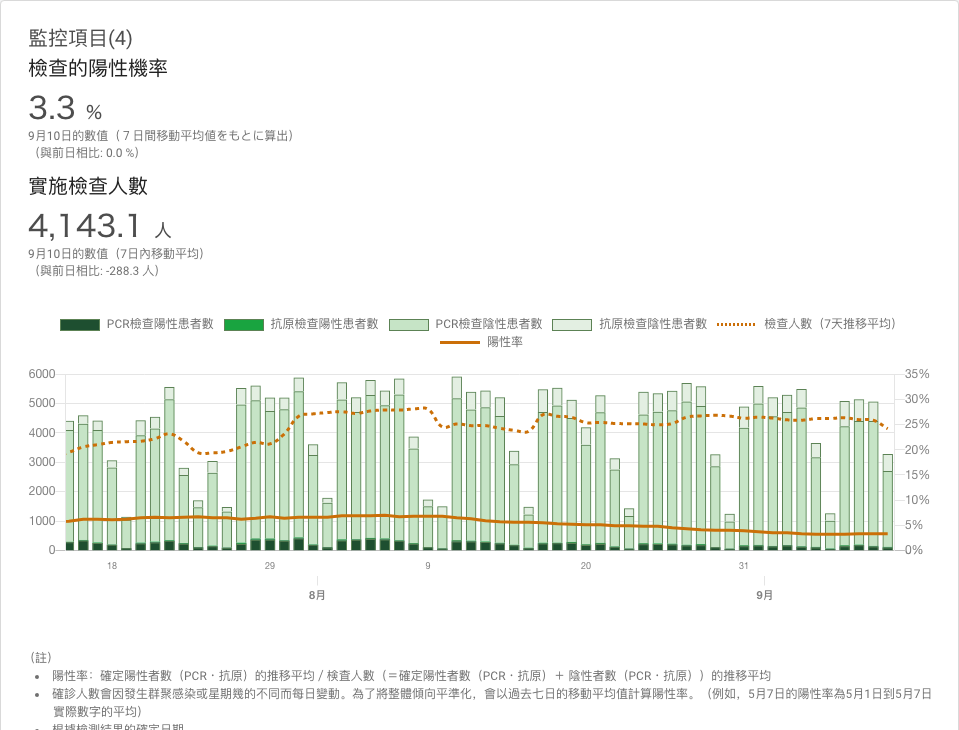 監控項目(4)
檢查的陽性機率
3.3 %
9月10日的數值（７日間移動平均値をもとに算出）
（與前日相比: 0.0 %）
實施檢查人數
4,143.1 人
9月10日的數值（7日內移動平均）
（與前日相比: -288.3 人）
PCR檢查陽性患者數 抗原檢查陽性患者數 PCR檢查陰性患者數 抗原檢查陰性患者數 檢查人數（7天推移平均）
陽性率
6000 35%
5000 30%
4000 25%
3000 20%
2000 15%
1000 10%
0 5%
0%
18 29 9 20 31
8月 9月
（註）
陽性率：確定陽性者數（PCR・抗原）的推移平均 / 検査人數（＝確定陽性者數（PCR・抗原）＋ 陰性者數（PCR・抗原））的推移平均
確診人數會因發生群聚感染或星期幾的不同而每日變動。為了將整體傾向平準化，會以過去七日的移動平均值計算陽性率。（例如，5月7日的陽性率為5月1日到5月7日
實際數字的平均）
根據檢測結果的確定日期